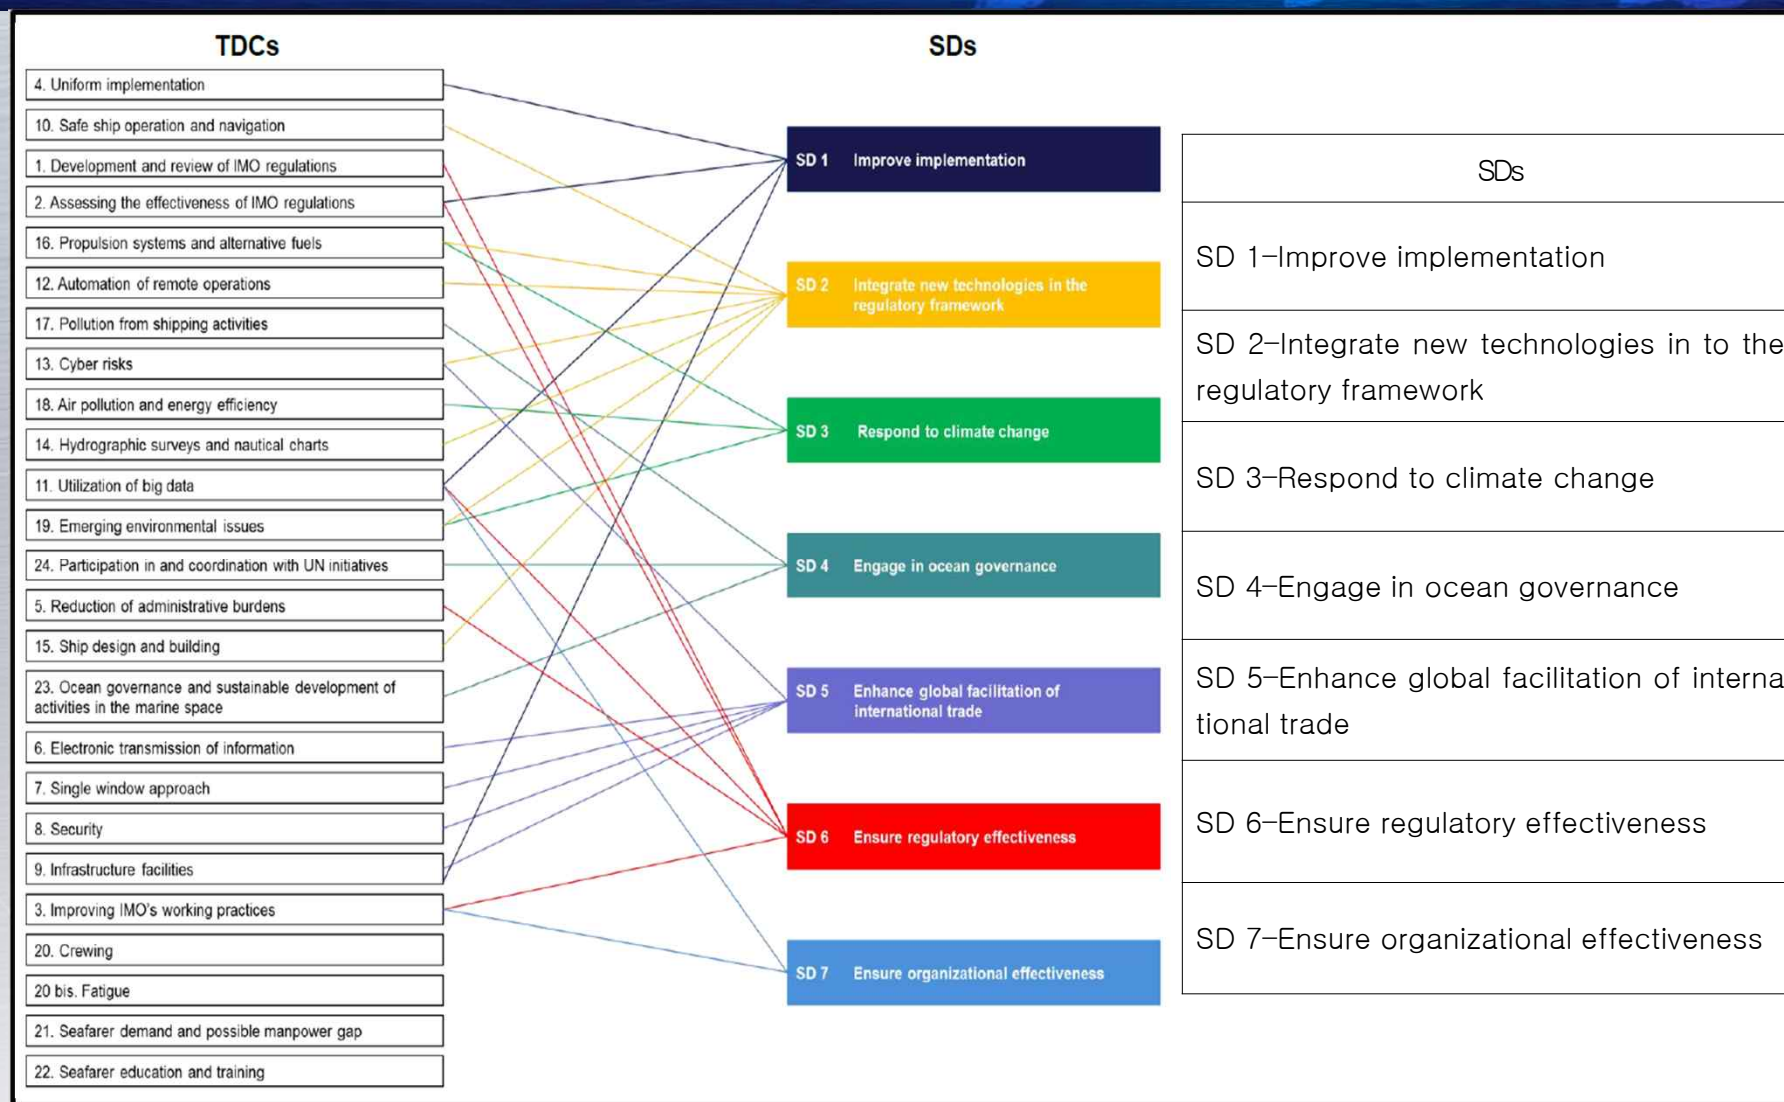 TDCs
4. Uniform implementation
10. Safe ship operation and navigation
1. Development and review of IMO regulations
2. Assessing the effectiveness of IMO regulations
16. Propulsion systems and alternative fuels
12. Automation of remote operations
17. Pollution from shipping activities
13. Cyber risks
18. Air pollution and energy efficiency
14. Hydrographic surveys and nautical charts
11. Utilization of big data
19. Emerging environmental issues
24. Participation in and coordination with UN initiatives
5. Reduction of administrative burdens
15. Ship design and building
23. Ocean governance and sustainable development of
activities in the marine space
6. Electronic transmission of information
7. Single window approach
8. Security
9. Infrastructure facilities
3. Improving IMO's working practices
20. Crewing
20 bis. Fatigue
21. Seafarer demand and possible manpower gap
22. Seafarer education and training
SDs
SD 1 Improve implementation
SD 2 Integrate new technologies in the
regulatory framework
SD 3 Respond to climate change
SD 4 Engage in ocean governance
SD 5 Enhance global facilitation of
international trade
SD 6 Ensure regulatory effectiveness
SD 7 Ensure organizational effectiveness
SDs
SD 1–Improve implementation
SD 2–Integrate new technologies in to the
regulatory framework
SD 3–Respond to climate change
SD 4–Engage in ocean governance
SD 5–Enhance global facilitation of interna
tional trade
SD 6–Ensure regulatory effectiveness
SD 7–Ensure organizational effectiveness